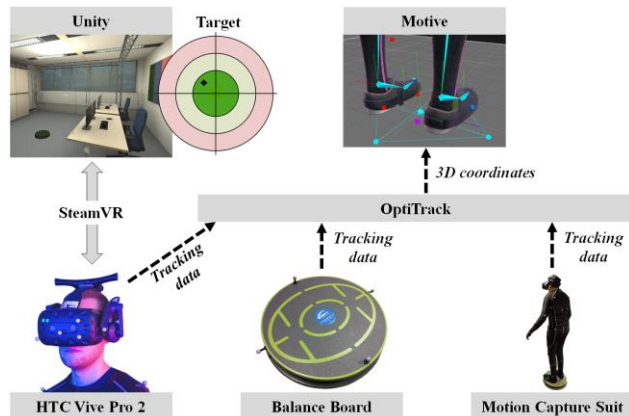 Unity
Target
Motive
3D coordinates
SteamVR
OptiTrack
Tracking
data
Tracking
data
Tracking
data
HTC Vive Pro 2
Balance Board
Motion Capture Suit